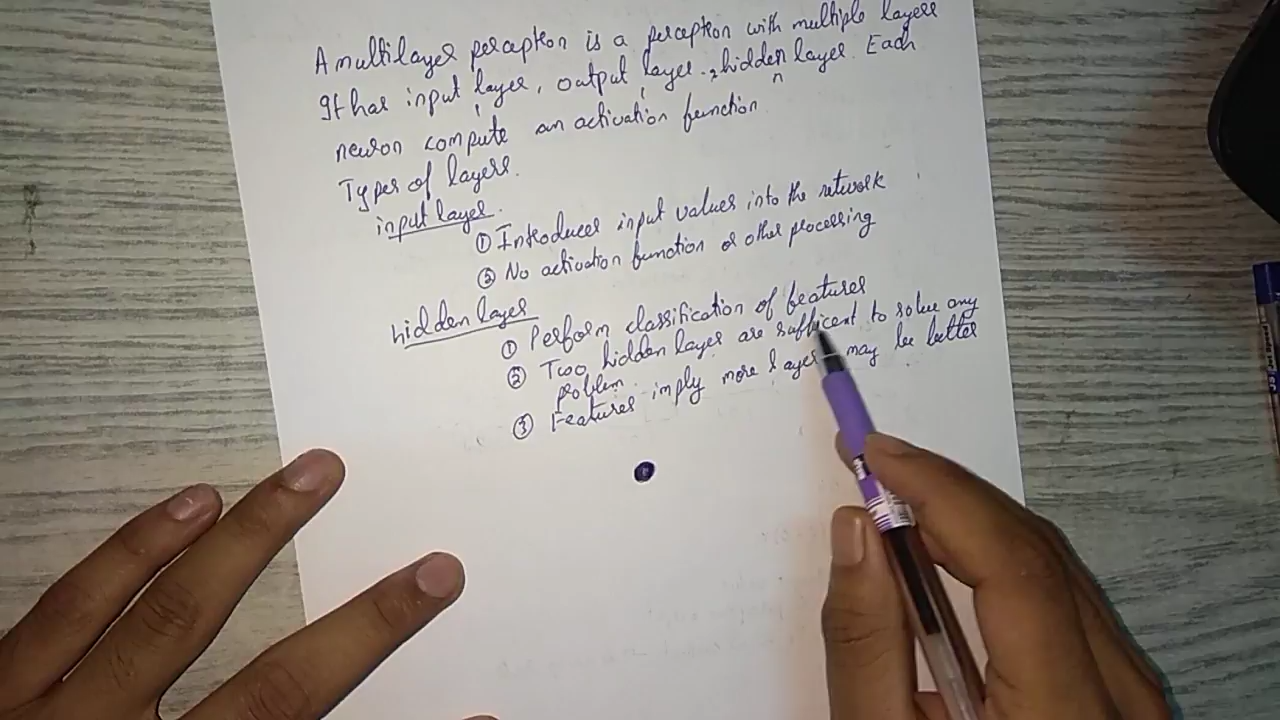 A multilayer perceptron is a perceptron with multiple layers
It has input layer, output layer , hidden layer. Each
1 1 n
neuron compute an activation function
Types of layers.
input layer.
① Introduces input values into the network
② No activation function or other processing
hidden layer
① Perform classification of features
② Two hidden layer are sufficent to solve any
problem.
③ Features imply more layers may be better